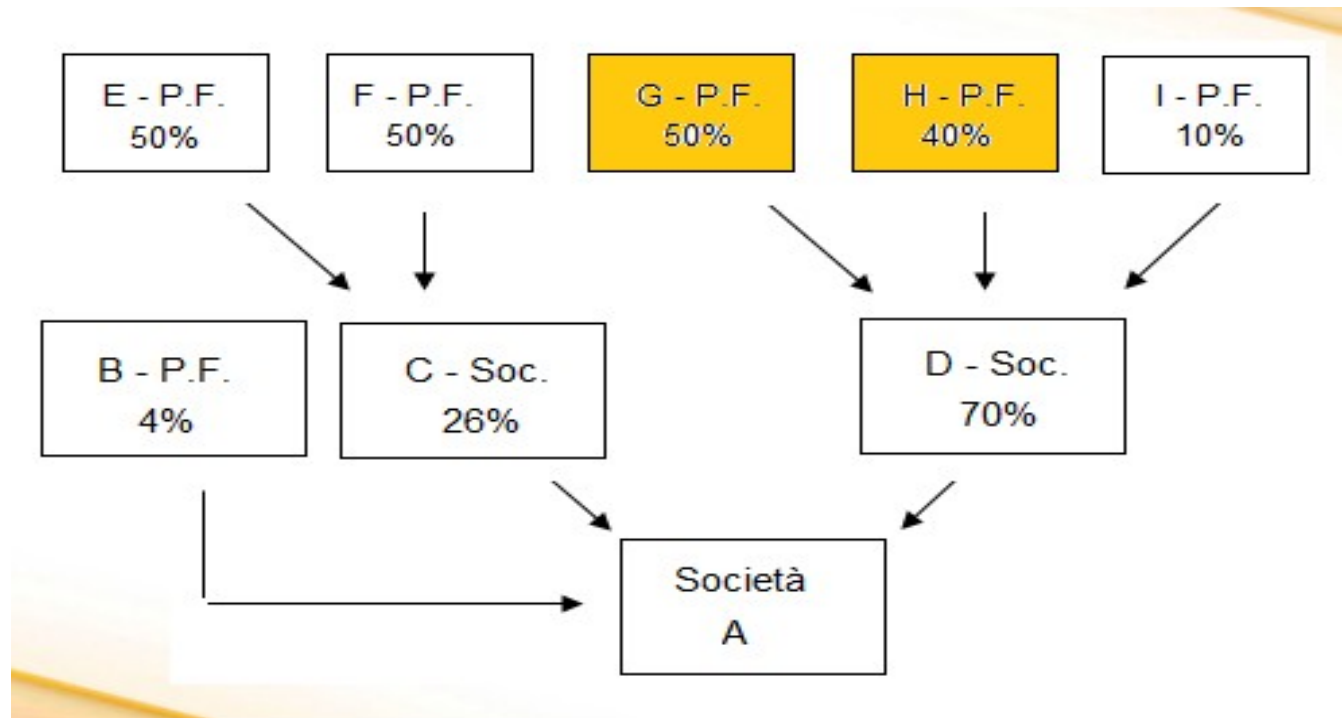 E - P.F.
50%
F - P.F.
50%
G - P.F.
50%
H - P.F.
40%
I - P.F.
10%
B - P.F.
4%
C - Soc.
26%
D - Soc.
70%
Società
A